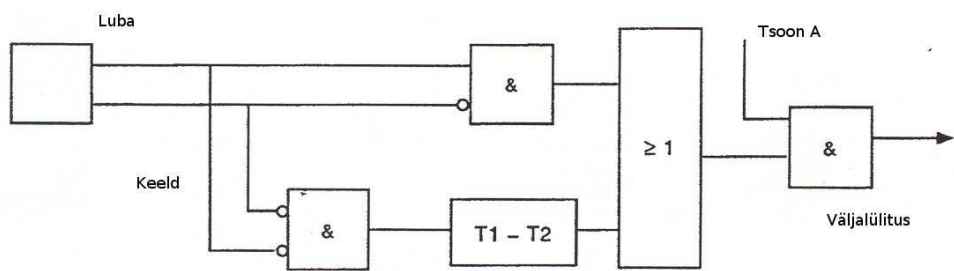 Luba
Tsoon A
&
≥ 1
&
Keeld
&
T1 – T2
Väljalülitus